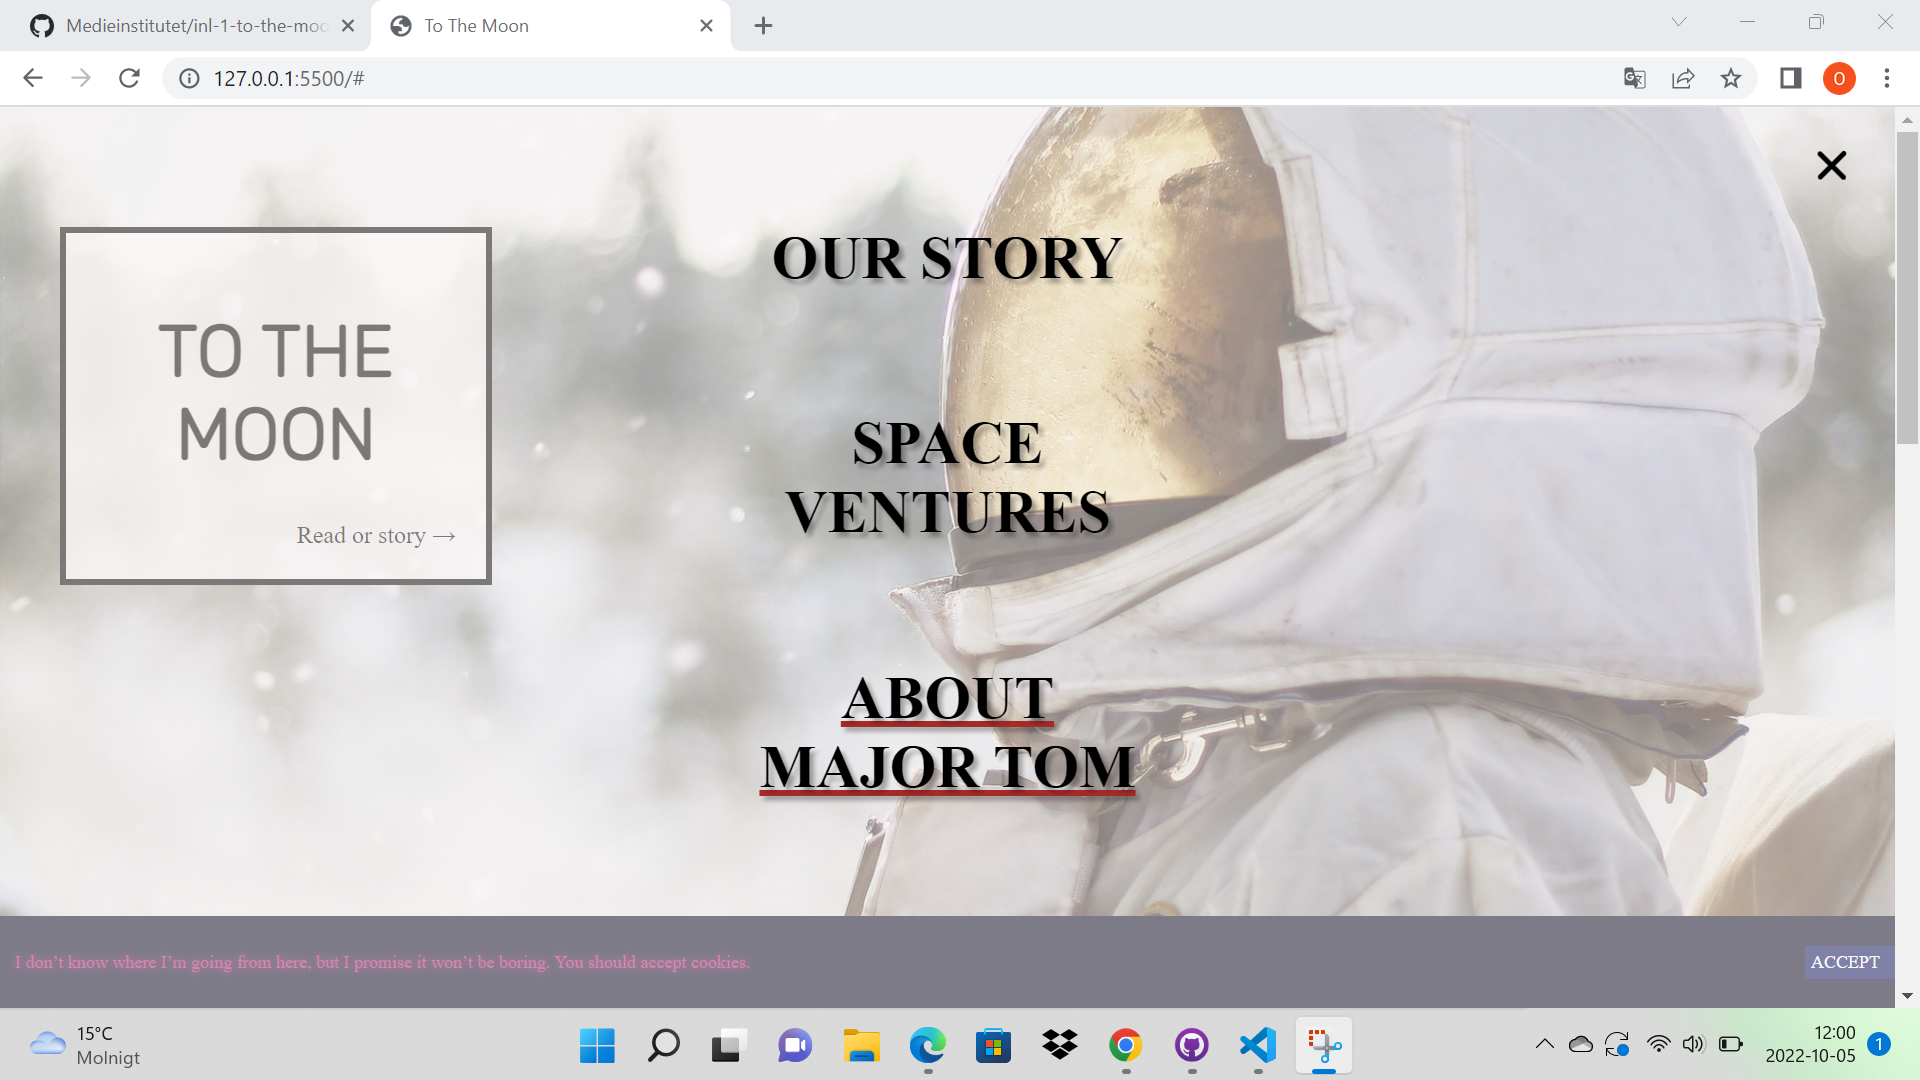 Medieinstitutet/inl-1-to-the-moo
To The Moon
127.0.0.1:5500/#
O
OUR STORY
TO THE
MOON
Read or story →
SPACE
VENTURES
ABOUT
MAJOR TOM
I don’t know where I’m going from here, but I promise it won’t be boring. You should accept cookies.
ACCEPT
15°C
Molnigt
12:00
2022-10-05
1